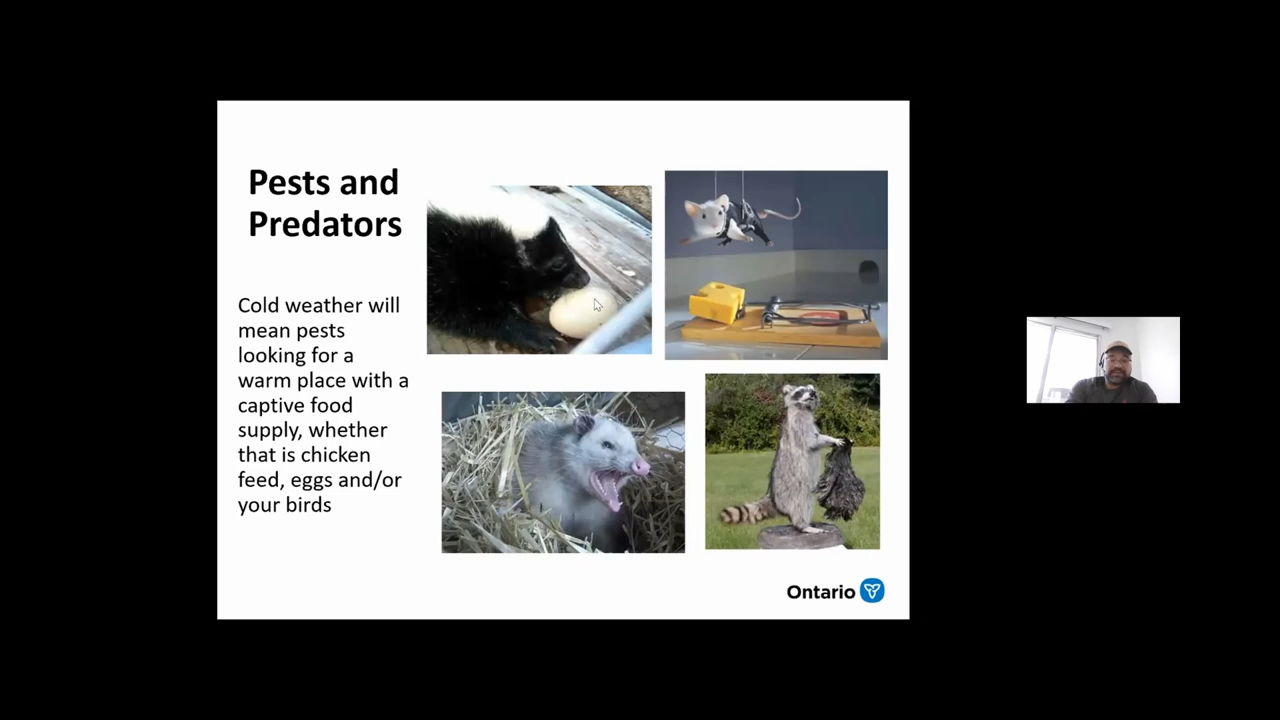 Pests and
Predators
Cold weather will
mean pests
looking for a
warm place with a
captive food
supply, whether
that is chicken
feed, eggs and/or
your birds
Ontario